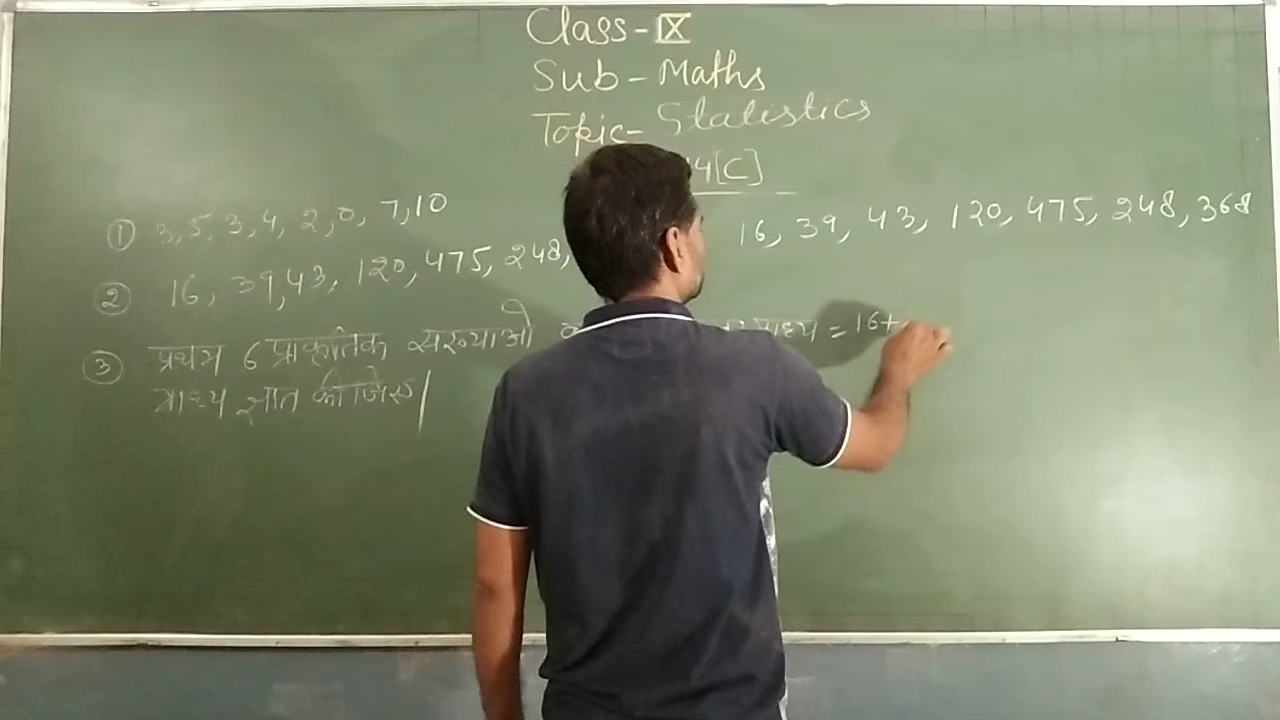 Class-IX
Sub-Maths
Topic-Statistics
4[C]
① 3, 5, 3, 4, 2, 0, 7, 10
② 16, 39, 43, 120, 475, 248,
③ प्रथम 6 प्राकृतिक संख्याओं
माध्य ज्ञात कीजिए|
16, 39, 43, 120, 475, 248, 368
माध्य = 16+